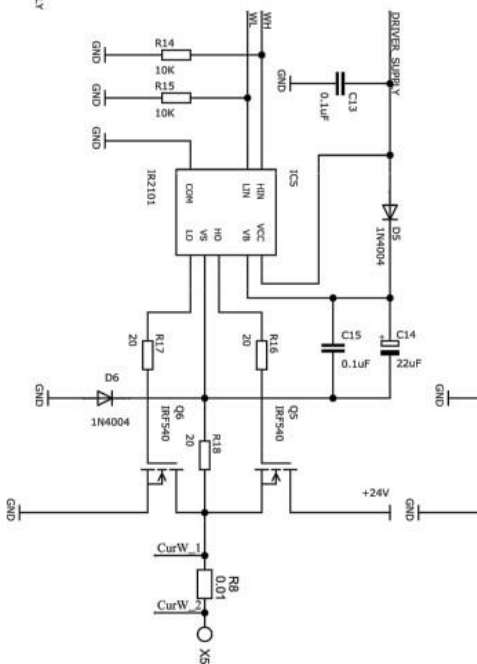 PLY
WL
WH
DRIVER_SUPPLY
GND
R14
10K
GND
R15
10K
GND
GND
C13
0.1uF
IR2101
IC5
COM
LO
LIN
HIN
VS
HO
VB
VCC
D5
1N4004
C15
0.1uF
C14
+
22uF
R17
20
R16
20
GND
D6
1N4004
Q6
IRF540
R18
20
Q5
IRF540
GND
GND
+24V
GND
CurW_1
R8
0.01
CurW_2
X5